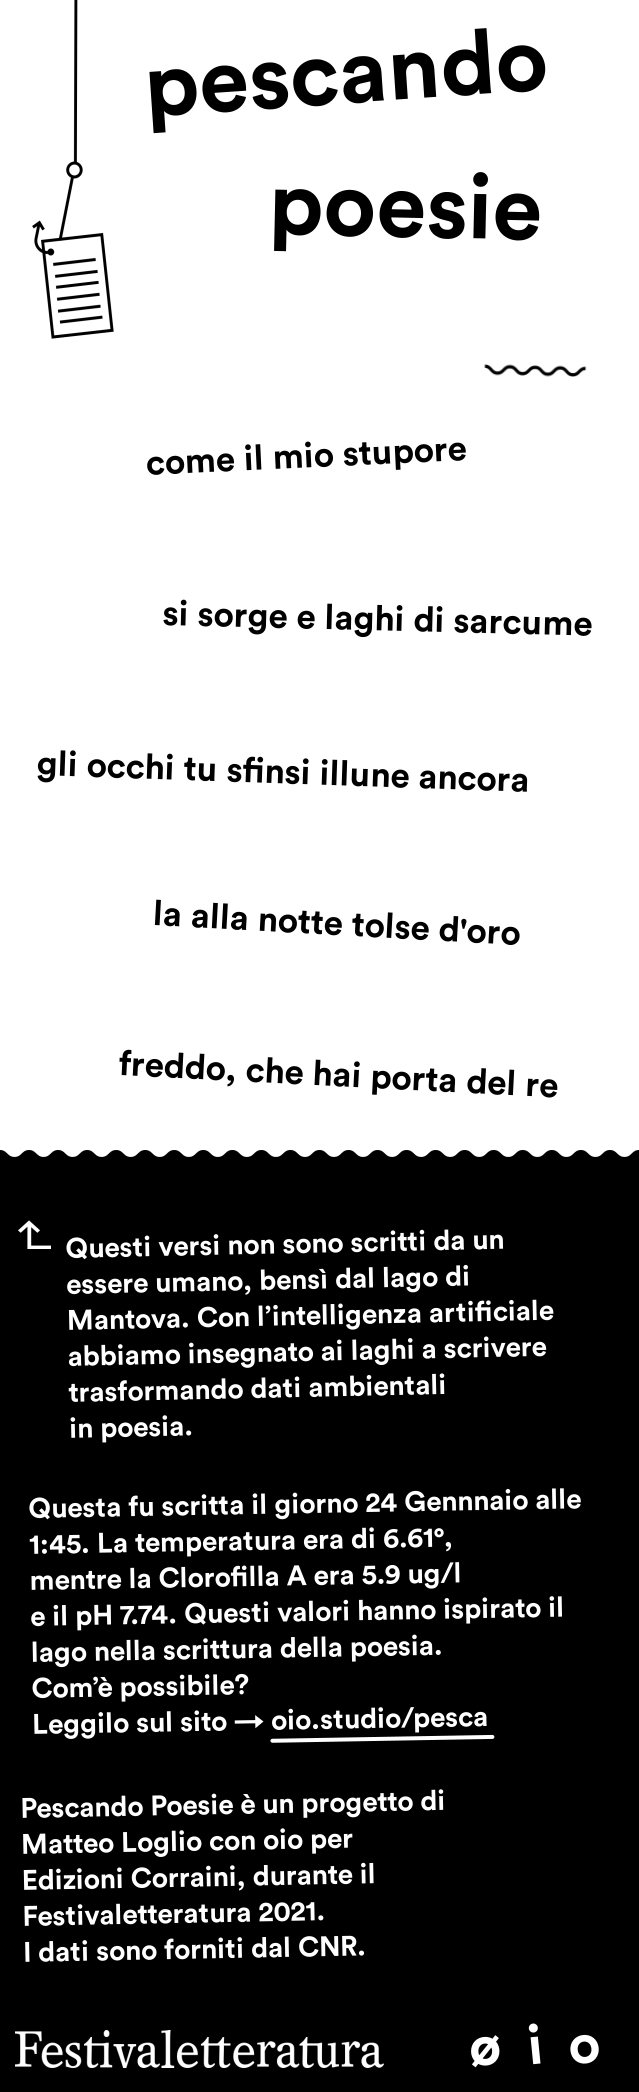 pescando
poesie
come il mio stupore
si sorge e laghi di sarcume
gli occhi tu sfinsi illune ancora
la alla notte tolse d'oro
freddo, che hai porta del re
Questi versi non sono scritti da un
essere umano, bensì dal lago di
Mantova. Con l'intelligenza artificiale
abbiamo insegnato ai laghi a scrivere
trasformando dati ambientali
in poesia.
Questa fu scritta il giorno 24 Gennnaio alle
1:45. La temperatura era di 6.61°,
mentre la Clorofilla A era 5.9 ug/l
e il pH 7.74. Questi valori hanno ispirato il
lago nella scrittura della poesia.
Com'è possibile?
Leggilo sul sito → oio.studio/pesca
Pescando Poesie è un progetto di
Matteo Loglio con oio per
Edizioni Corraini, durante il
Festivaletteratura 2021.
I dati sono forniti dal CNR.
Festivaletteratura ø i o